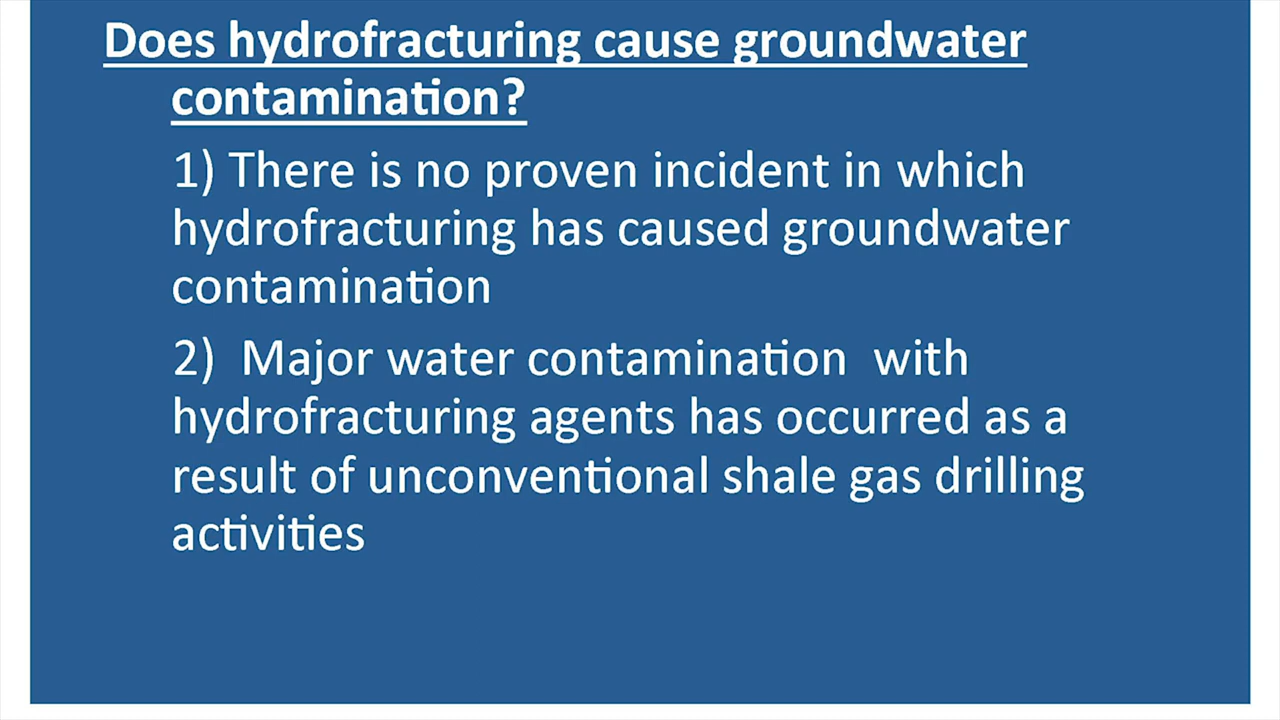 Does hydrofracturing cause groundwater
contamination?
1) There is no proven incident in which
hydrofracturing has caused groundwater
contamination
2)  Major water contamination  with
hydrofracturing agents has occurred as a
result of unconventional shale gas drilling
activities